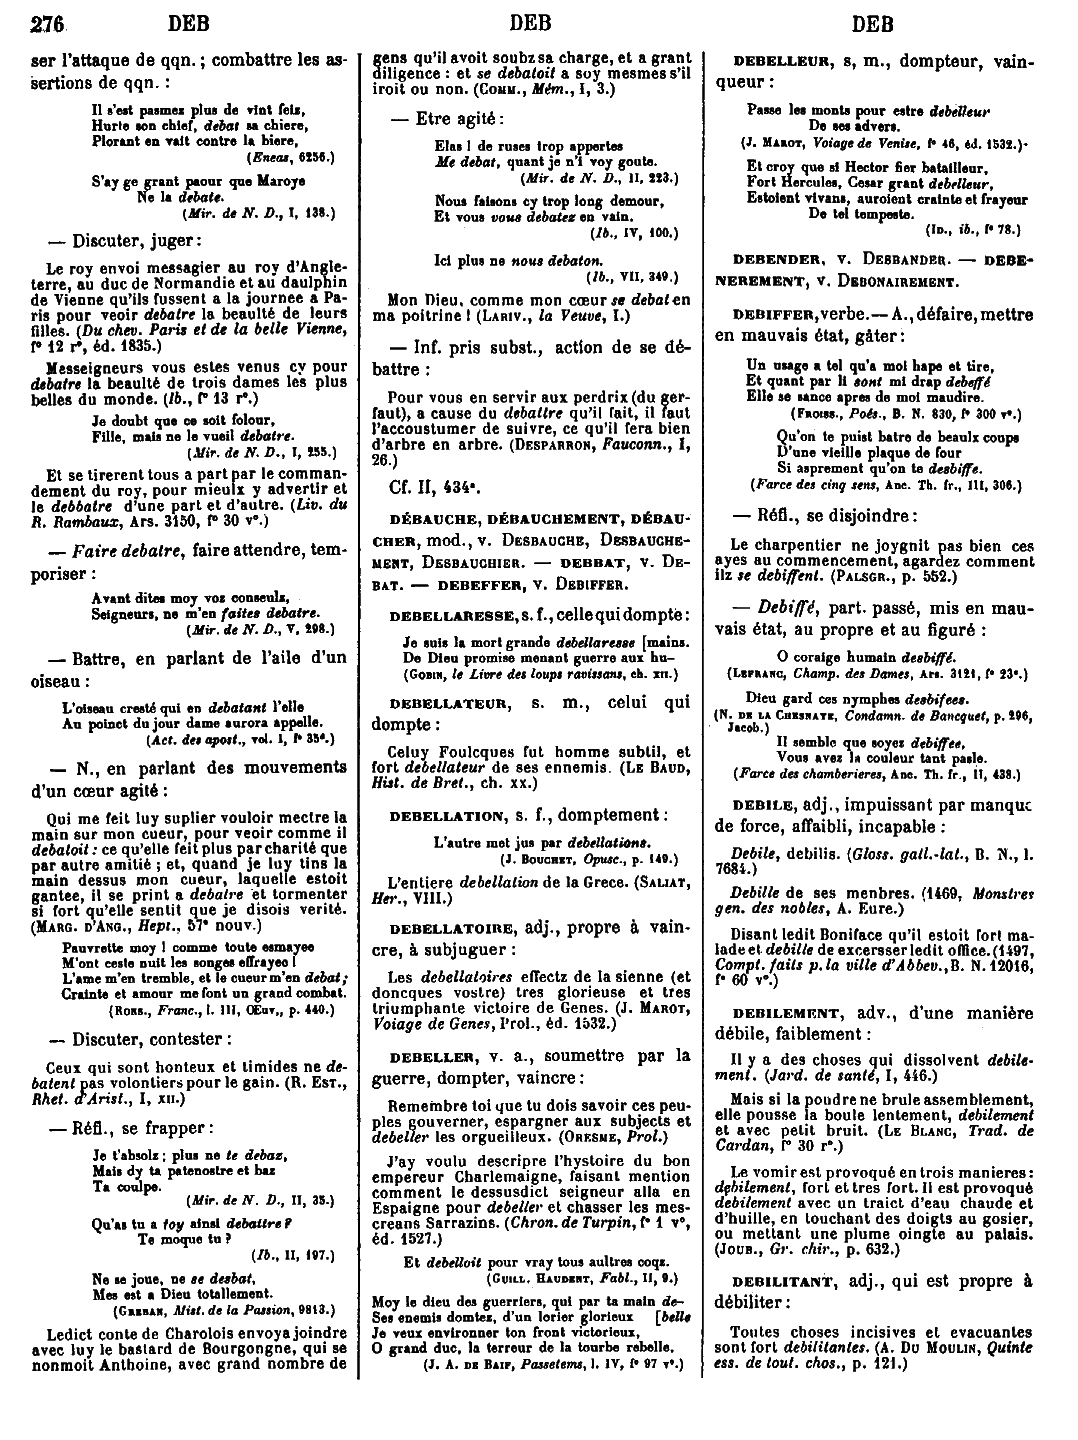 276 DEB DEB DEB
ser l'attaque de qqn. ; combattre les as-
sertions de qqn. :
Il s'est pasmez plus de vint feiz,
Hurte son chief, debat sa chiere,
Plorant en vait contre la biere,
(Eneas, 6256.)
S'ay ge grant paour que Maroye
Ne la debate.
(Mir. de N. D., I, 138.)
— Discuter, juger :
Le roy envoi messagier au roy d'Angle-
terre, au duc de Normandie et au daulphin
de Vienne qu'ils fussent a la journee a Pa-
ris pour veoir debatre la beaulté de leurs
filles. (Du chev. Paris et de la belle Vienne,
f° 12 r°, éd. 1835.)
Messeigneurs vous estes venus cy pour
debatre la beaulté de trois dames les plus
belles du monde. (Ib., f° 13 r°.)
Je doubt que ce soit folour,
Fille, mais ne le vueil debatre.
(Mir. de N. D., I, 255.)
Et se tirerent tous a part par le comman-
dement du roy, pour mieulx y advertir et
le debbatre d'une part et d'autre. (Liv. du
R. Rambaux, Ars. 3150, f° 30 v°.)
— Faire debatre, faire attendre, tem-
poriser :
Avant dites moy voz conseulz,
Seigneurs, ne m'en faites debatre.
(Mir. de N. D., V, 298.)
— Battre, en parlant de l'aile d'un
oiseau :
L'oiseau cresté qui en debatant l'elle
Au poinct du jour dame aurora appelle.
(Act. des apost., vol. I, f° 35ᵈ.)
— N., en parlant des mouvements
d'un cœur agité :
Qui me feit luy suplier vouloir mectre la
main sur mon cueur, pour veoir comme il
debatoit : ce qu'elle feit plus par charité que
par autre amitié ; et, quand je luy tins la
main dessus mon cueur, laquelle estoit
gantee, il se print a debatre et tormenter
si fort qu'elle sentit que je disois verité.
(MARG. D'ANG., Hept., 57ᵉ nouv.)
Pauvrette moy ! comme toute esmayee
M'ont ceste nuit les songes effrayee !
L'ame m'en tremble, et le cueur m'en debat ;
Crainte et amour me font un grand combat.
(RONS., Franc., l. III, Œuv., p. 440.)
— Discuter, contester :
Ceux qui sont honteux et timides ne de-
batent pas volontiers pour le gain. (R. EST.,
Rhet. d'Arist., I, XII.)
— Réfl., se frapper :
Je t'absolz ; plus ne te debaz,
Mais dy ta patenostre et baz
Ta coulpe.
(Mir. de N. D., II, 35.)
Qu'as tu a toy ainsi debattre ?
Te moque tu ?
(Ib., II, 197.)
Ne se joue, ne se desbat,
Mes est a Dieu totallement.
(GREBAN, Mist. de la Passion, 9813.)
Ledict conte de Charolois envoya joindre
avec luy le bastard de Bourgongne, qui se
nonmoit Anthoine, avec grand nombre de
gens qu'il avoit soubz sa charge, et a grant
diligence : et se debatoit a soy mesmes s'il
iroit ou non. (COMM., Mém., I, 3.)
— Etre agité :
Elas ! de ruses trop appertes
Me debat, quant je n'i voy goute.
(Mir. de N. D., II, 223.)
Nous faisons cy trop long demour,
Et vous vous debatez en vain.
(Ib., IV, 100.)
Ici plus ne nous debaton.
(Ib., VII, 349.)
Mon Dieu, comme mon cœur se debat en
ma poitrine ! (LARIV., la Veuve, I.)
— Inf. pris subst., action de se dé-
battre :
Pour vous en servir aux perdrix (du ger-
faut), a cause du debattre qu'il fait, il faut
l'accoustumer de suivre, ce qu'il fera bien
d'arbre en arbre. (DESPARRON, Fauconn., I,
26.)
Cf. II, 434ᵃ.
DÉBAUCHE, DÉBAUCHEMENT, DÉBAU-
CHER, mod., v. DESBAUCHE, DESBAUCHE-
MENT, DESBAUCHIER. — DEBBAT, v. DE-
BAT. — DEBEFFER, v. DEBIFFER.
DEBELLARESSE, s. f., celle qui dompte :
Je suis la mort grande debellaresse [mains.
De Dieu promise menant guerre aux hu-
(GOBIN, le Livre des loups ravissans, ch. XII.)
DEBELLATEUR, s. m., celui qui
dompte :
Celuy Foulcques fut homme subtil, et
fort debellateur de ses ennemis. (LE BAUD,
Hist. de Bret., ch. XX.)
DEBELLATION, s. f., domptement :
L'autre met jus par debellations.
(J. BOUCHET, Opusc., p. 149.)
L'entiere debellation de la Grece. (SALIAT,
Her., VIII.)
DEBELLATOIRE, adj., propre à vain-
cre, à subjuguer :
Les debellatoires effectz de la sienne (et
doncques vostre) tres glorieuse et tres
triumphante victoire de Genes. (J. MAROT,
Voiage de Genes, Prol., éd. 1532.)
DEBELLER, v. a., soumettre par la
guerre, dompter, vaincre :
Remembre toi que tu dois savoir ces peu-
ples gouverner, espargner aux subjects et
debeller les orgueilleux. (ORESME, Prol.)
J'ay voulu descripre l'hystoire du bon
empereur Charlemaigne, faisant mention
comment le dessusdict seigneur alla en
Espaigne pour debeller et chasser les mes-
creans Sarrazins. (Chron. de Turpin, f° 1 v°,
éd. 1527.)
Et debelloit pour vray tous aultres coqz.
(GUILL. HAUDENT, Fabl., II, 9.)
Moy le dieu des guerriers, qui par ta main de-
Ses enemis domtez, d'un lorier glorieux [belle
Je veux environner ton front victorieux,
O grand duc, la terreur de la tourbe rebelle.
(J. A. DE BAIF, Passetems, l. IV, f° 97 v°.)
DEBELLEUR, s, m., dompteur, vain-
queur :
Passe les monts pour estre debelleur
De ses advers.
(J. MAROT, Voiage de Venise, f° 46, éd. 1532.)
Et croy que si Hector fier batailleur,
Fort Hercules, Cesar grant debelleur,
Estoient vivans, auroient crainte et frayeur
De tel tempeste.
(ID., ib., f° 78.)
DEBENDER, v. DESBANDER. — DEBE-
NEREMENT, v. DEBONAIREMENT.
DEBIFFER, verbe. — A., défaire, mettre
en mauvais état, gâter :
Un usage a tel qu'a moi hape et tire,
Et quant par li sont mi drap debeffé
Elle se sance apres de moi maudire.
(FROISS., Poés., B. N. 830, f° 300 v°.)
Qu'on te puist batre de beaulx coups
D'une vieille plaque de four
Si asprement qu'on te desbiffe.
(Farce des cinq sens, Anc. Th. fr., III, 306.)
— Réfl., se disjoindre :
Le charpentier ne joygnit pas bien ces
ayes au commencement, agardez comment
ilz se debiffent. (PALSGR., p. 552.)
— Debiffé, part. passé, mis en mau-
vais état, au propre et au figuré :
O coraige humain desbiffé.
(LEFRANC, Champ. des Dames, Ars. 3121, f° 23ᵉ.)
Dieu gard ces nymphes desbifees.
(N. DE LA CHESNAYE, Condamn. de Bancquet, p. 296,
Jacob.)
Il semble que soyez debiffee,
Vous avez la couleur tant pasle.
(Farce des chamberieres, Anc. Th. fr., II, 438.)
DEBILE, adj., impuissant par manque
de force, affaibli, incapable :
Debile, debilis. (Gloss. gall.-lat., B. N., l.
7684.)
Debille de ses menbres. (1469, Monstres
gen. des nobles, A. Eure.)
Disant ledit Boniface qu'il estoit fort ma-
lade et debille de excersser ledit office. (1497,
Compt. faits p. la ville d'Abbev., B. N. 12016,
f° 60 v°.)
DEBILEMENT, adv., d'une manière
débile, faiblement :
Il y a des choses qui dissolvent debile-
ment. (Jard. de santé, I, 446.)
Mais si la poudre ne brule assemblement,
elle pousse la boule lentement, debilement
et avec petit bruit. (LE BLANC, Trad. de
Cardan, f° 30 r°.)
Le vomir est provoqué en trois manieres :
debilement, fort et tres fort. Il est provoqué
debilement avec un traict d'eau chaude et
d'huille, en touchant des doigts au gosier,
ou mettant une plume oingte au palais.
(JOUB., Gr. chir., p. 632.)
DEBILITANT, adj., qui est propre à
débiliter :
Toutes choses incisives et evacuantes
sont fort debilitantes. (A. DU MOULIN, Quinte
ess. de tout. chos., p. 121.)